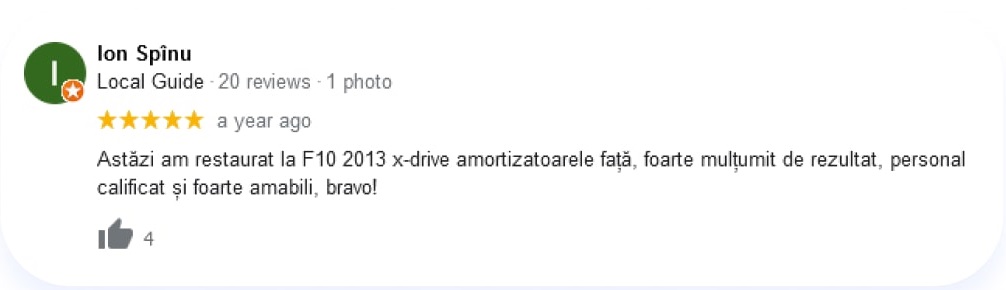 I
Ion Spînu
Local Guide · 20 reviews · 1 photo
a year ago
Astăzi am restaurat la F10 2013 x-drive amortizatoarele față, foarte mulțumit de rezultat, personal
calificat și foarte amabili, bravo!
4